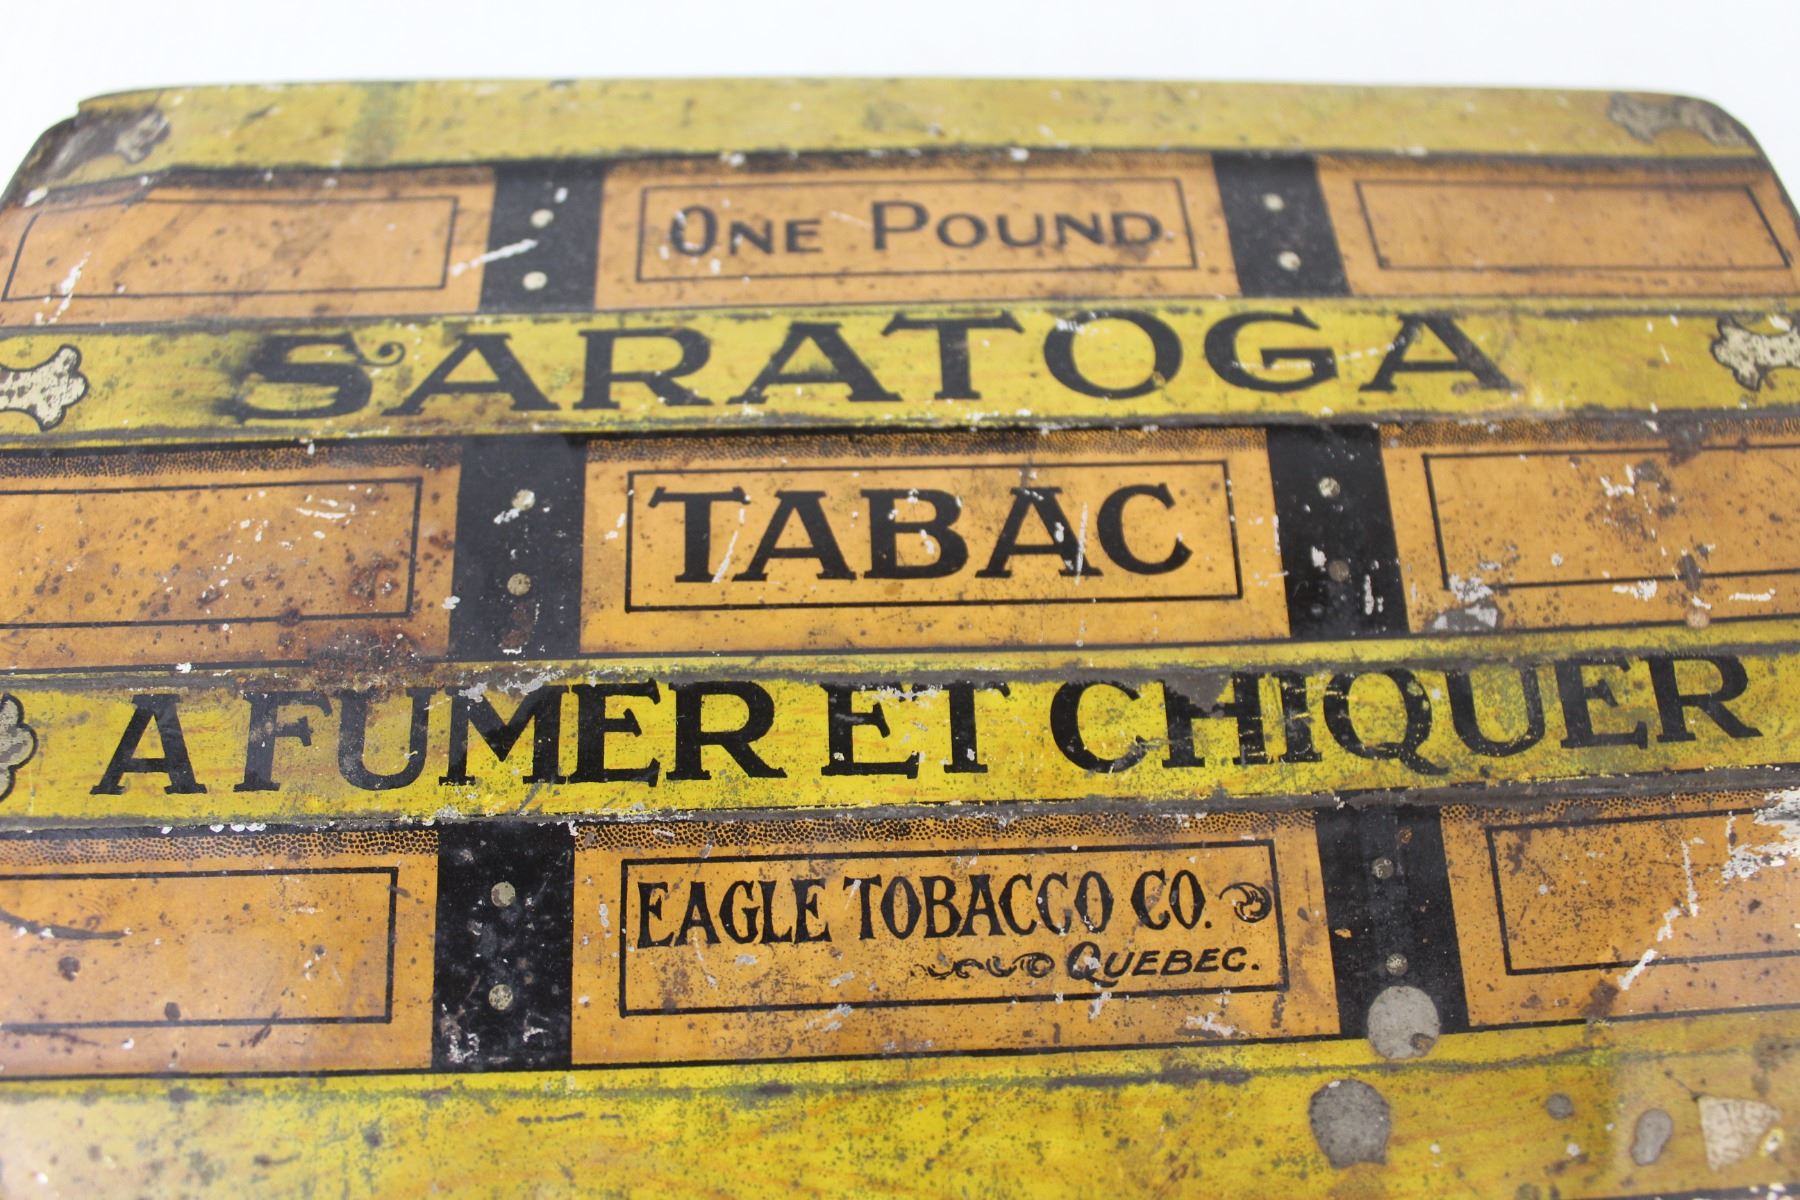 ONE POUND
SARATOGA
TABAC
A FUMER ET CHIQUER
EAGLE TOBACCO CO.
QUEBEC.